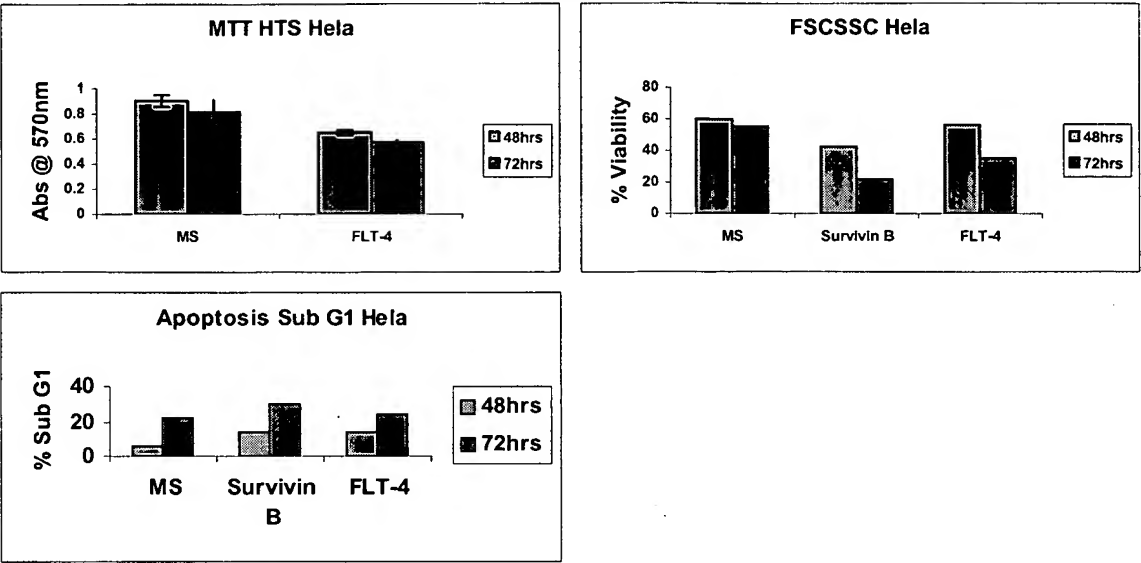 MTT HTS Hela
Abs @ 570nm
1
0.8
0.6
0.4
0.2
0
MS
FLT-4
48hrs
72hrs
FSCSSC Hela
% Viability
80
60
40
20
0
MS
Survivin B
FLT-4
48hrs
72hrs
Apoptosis Sub G1 Hela
% Sub G1
40
20
0
MS
Survivin
B
FLT-4
48hrs
72hrs